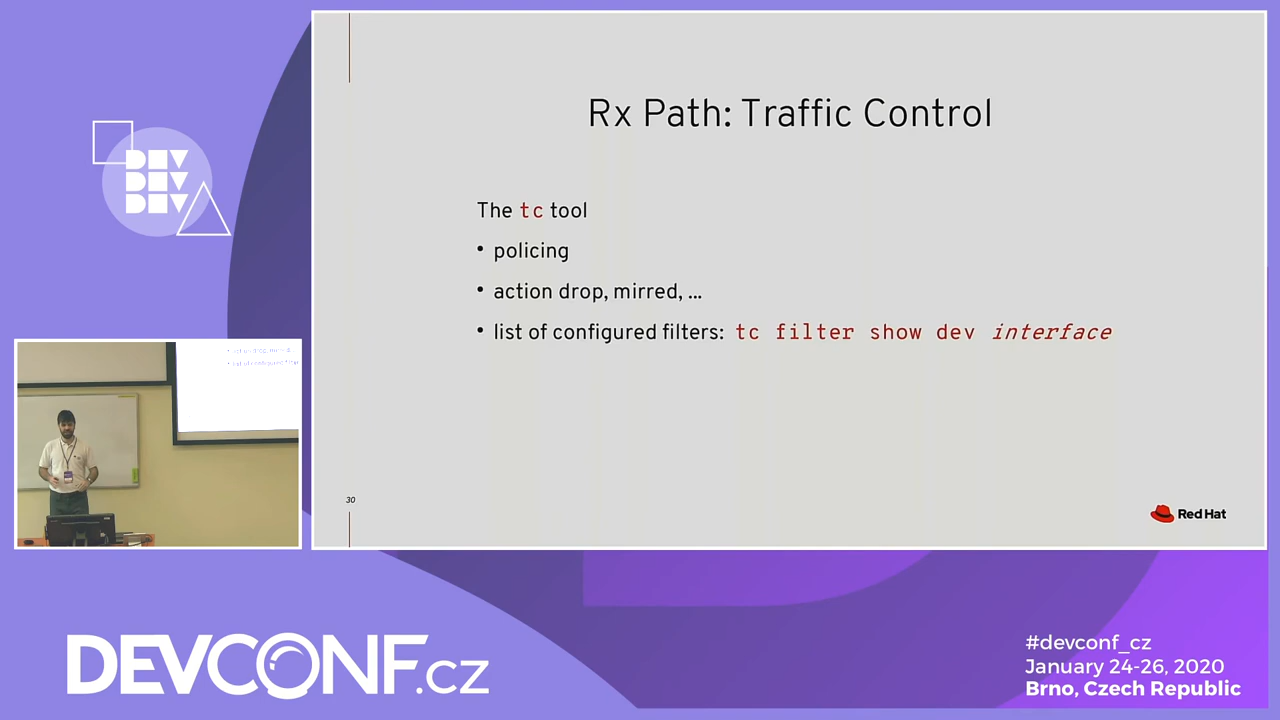 DEV
DEV
DEV
Rx Path: Traffic Control
The tc tool
• policing
• action drop, mirred, ...
• list of configured filters: tc filter show dev interface
30
Red Hat
DEVCONF.cz
#devconf_cz
January 24-26, 2020
Brno, Czech Republic